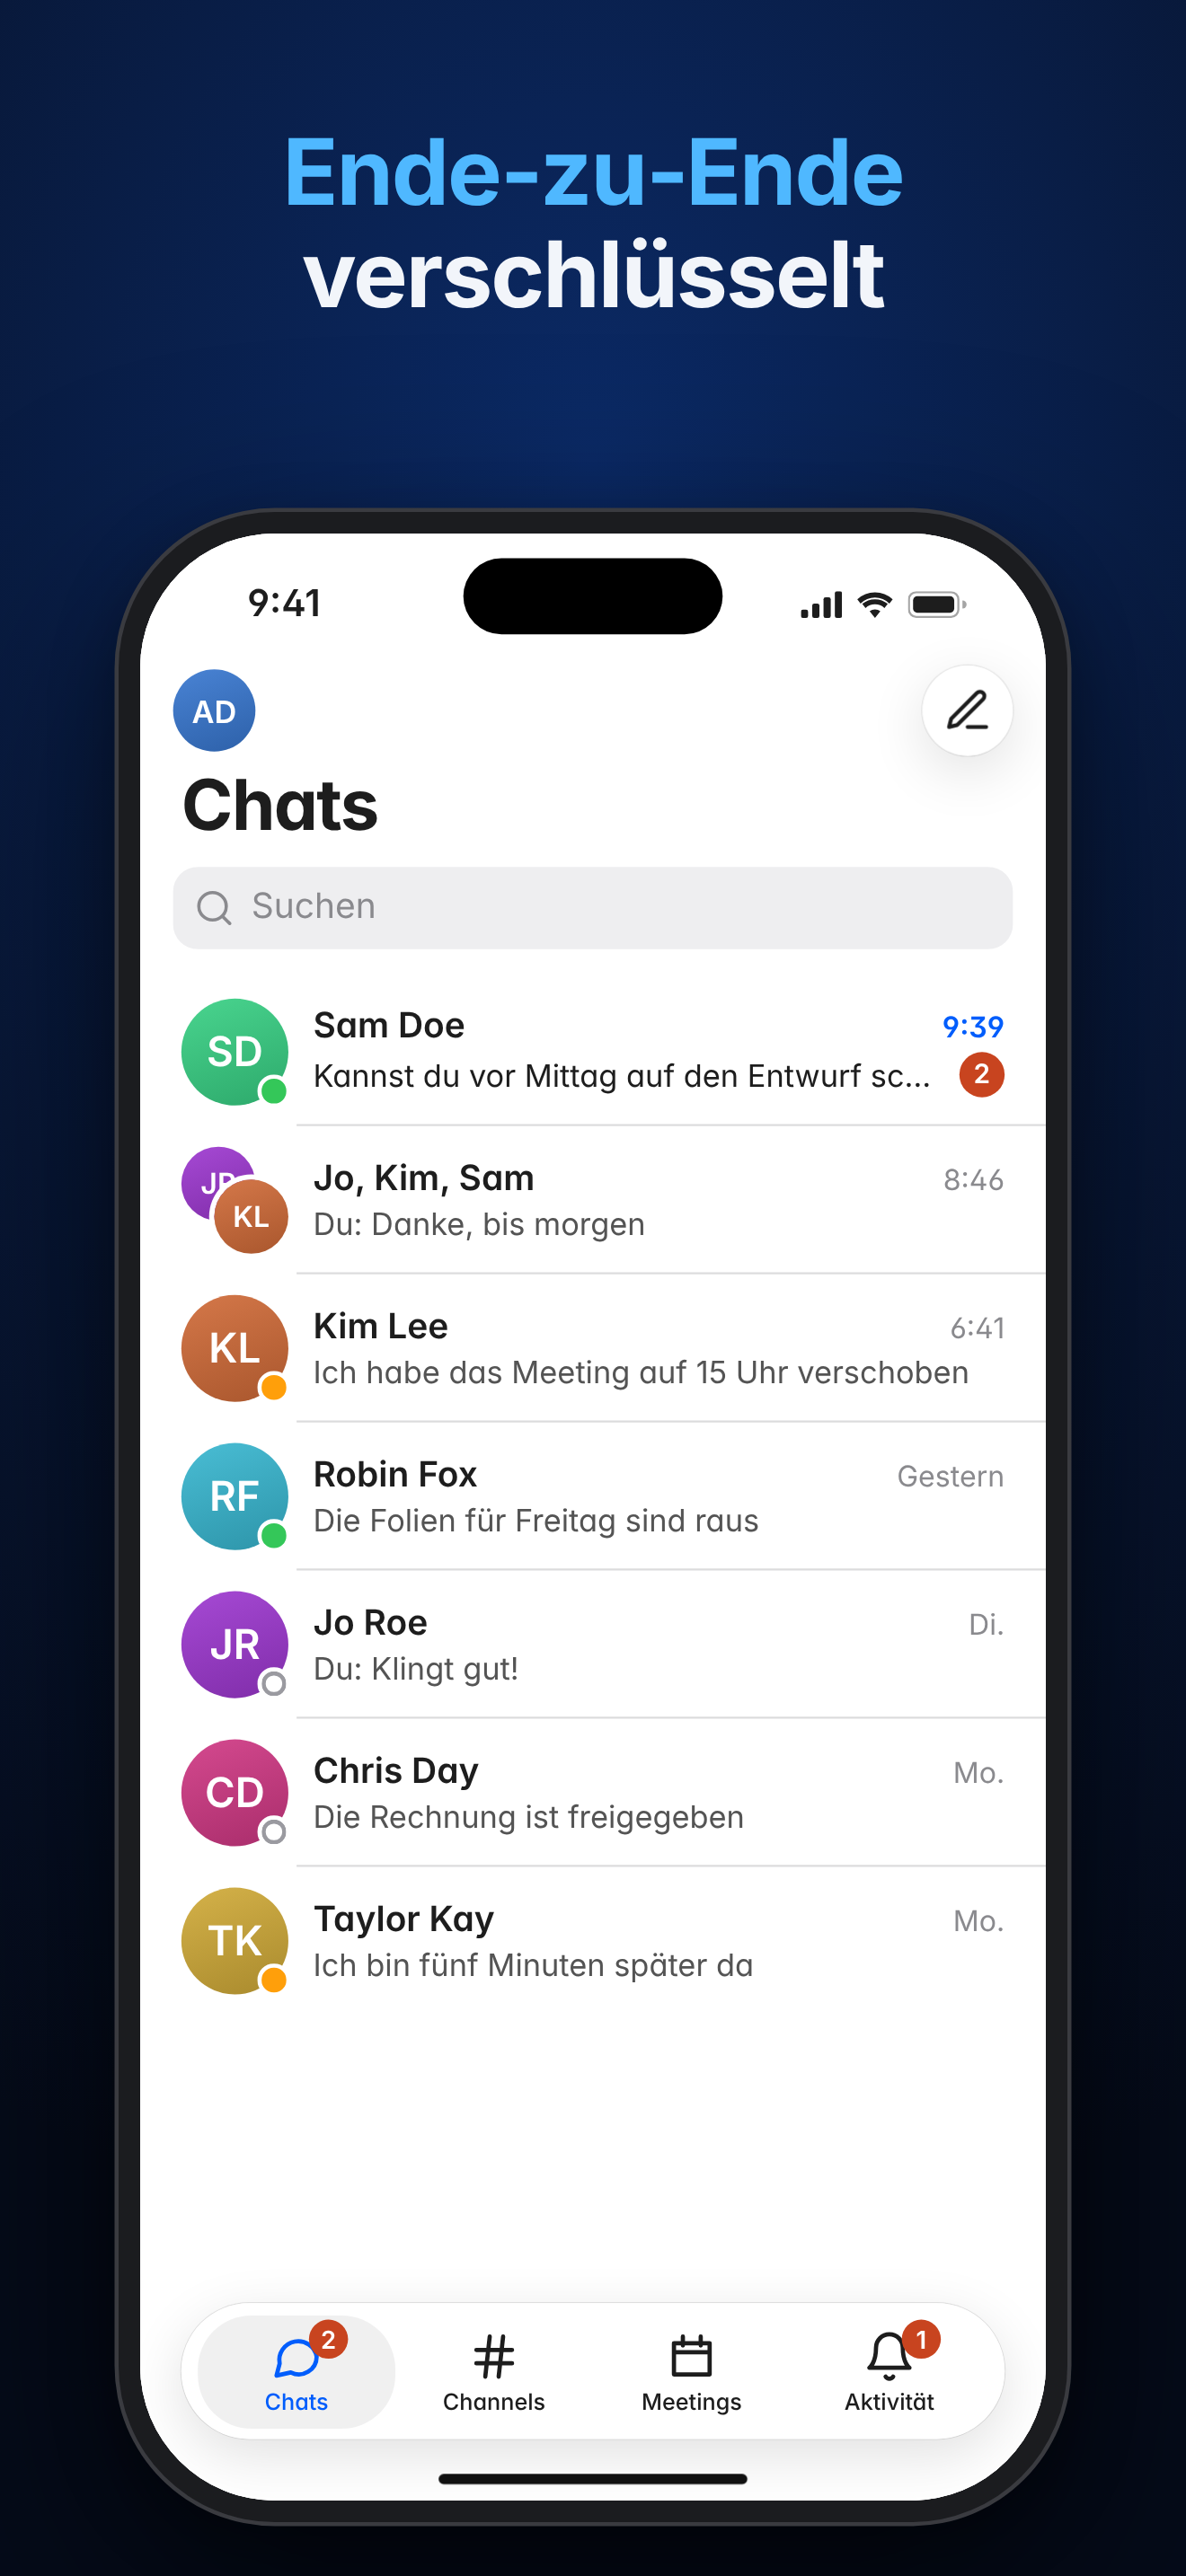 Ende-zu-Ende
verschlüsselt
9:41
AD
Chats
Suchen
SD
Sam Doe
9:39
Kannst du vor Mittag auf den Entwurf sc...
2
KL
Jo, Kim, Sam
8:46
Du: Danke, bis morgen
KL
Kim Lee
6:41
Ich habe das Meeting auf 15 Uhr verschoben
RF
Robin Fox
Gestern
Die Folien für Freitag sind raus
JR
Jo Roe
Di.
Du: Klingt gut!
CD
Chris Day
Mo.
Die Rechnung ist freigegeben
TK
Taylor Kay
Mo.
Ich bin fünf Minuten später da
2
1
Chats
Channels
Meetings
Aktivität